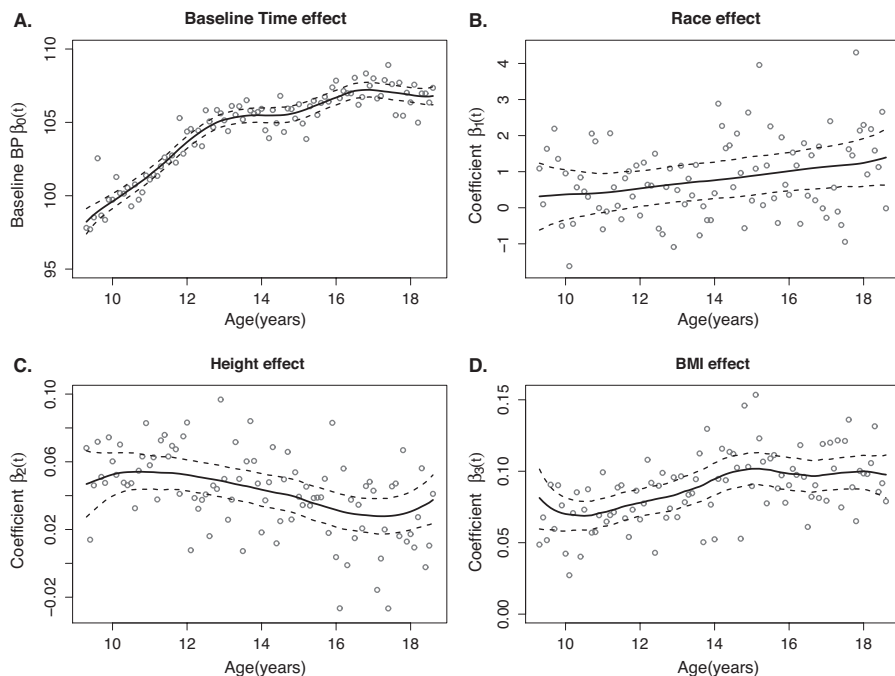 A.
Baseline Time effect
Baseline BP β₀(t)
110
105
100
95
10 12 14 16 18
Age(years)
B.
Race effect
Coefficient β₁(t)
4
3
2
1
0
−1
10 12 14 16 18
Age(years)
C.
Height effect
Coefficient β₂(t)
0.10
0.06
0.02
−0.02
10 12 14 16 18
Age(years)
D.
BMI effect
Coefficient β₃(t)
0.15
0.10
0.05
0.00
10 12 14 16 18
Age(years)